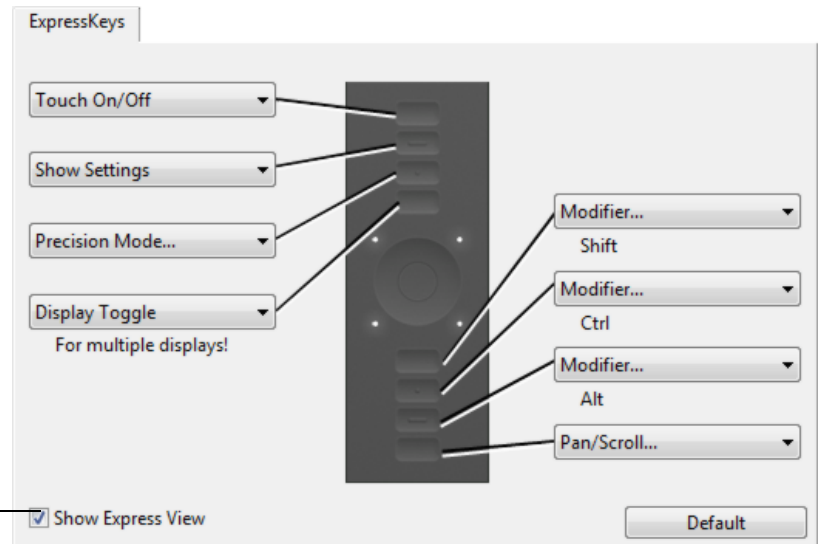 ExpressKeys
Touch On/Off
Show Settings
Precision Mode...
Display Toggle
For multiple displays!
Modifier...
Shift
Modifier...
Ctrl
Modifier...
Alt
Pan/Scroll...
Show Express View
Default